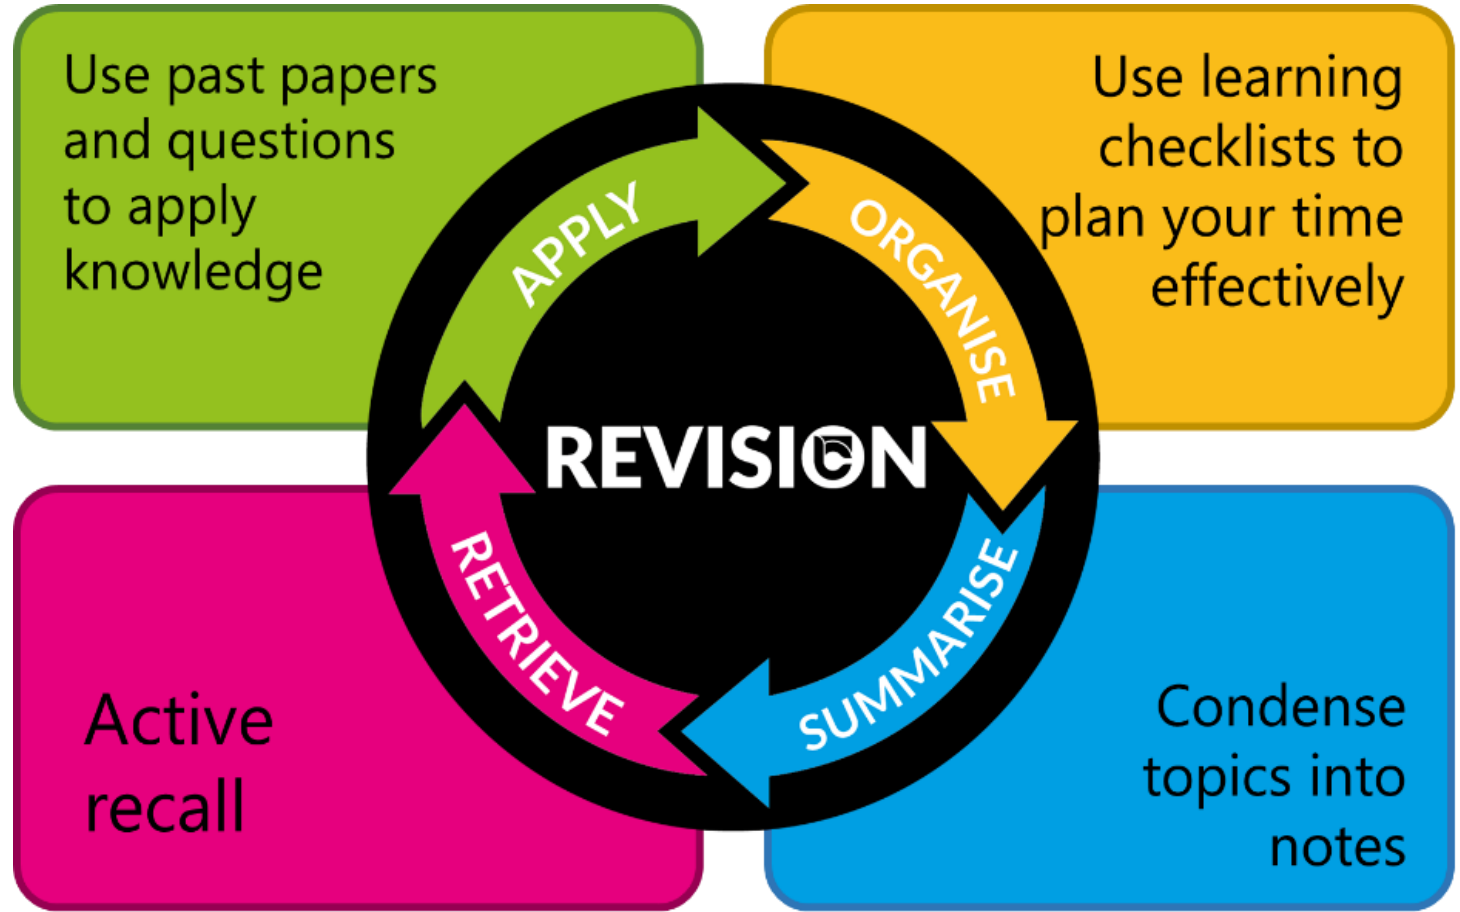 Use past papers
and questions
to apply
knowledge
Use learning
checklists to
plan your time
effectively
APPLY
ORGANISE
REVISION
RETRIEVE
SUMMARISE
Active
recall
Condense
topics into
notes